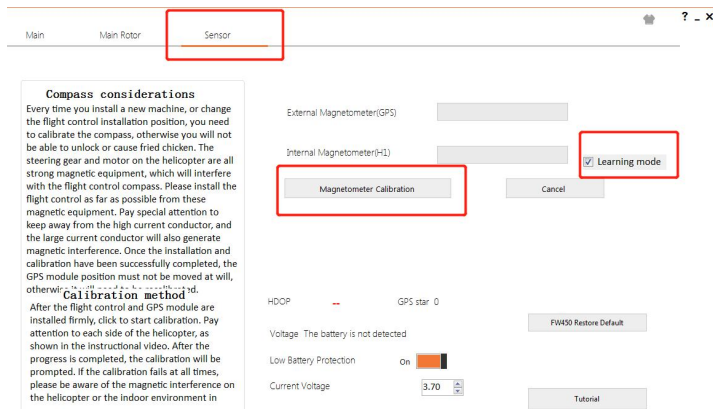 ? _ x
Main Main Rotor Sensor
Compass considerations
Every time you install a new machine, or change
the flight control installation position, you need
to calibrate the compass, otherwise you will not
be able to unlock or cause fried chicken. The
steering gear and motor on the helicopter are all
strong magnetic equipment, which will interfere
with the flight control compass. Please install the
flight control as far as possible from these
magnetic equipment. Pay special attention to
keep away from the high current conductor, and
the large current conductor will also generate
magnetic interference. Once the installation and
calibration have been successfully completed, the
GPS module position must not be moved at will,
Calibration method
After the flight control and GPS module are
installed firmly, click to start calibration. Pay
attention to each side of the helicopter, as
shown in the instructional video. After the
progress is completed, the calibration will be
prompted. If the calibration fails at all times,
please be aware of the magnetic interference on
the helicopter or the indoor environment in
External Magnetometer(GPS)
Internal Magnetometer(H1)
Learning mode
Magnetometer Calibration Cancel
HDOP -- GPS star 0
Voltage The battery is not detected
FW450 Restore Default
Low Battery Protection On
Current Voltage 3.70
Tutorial